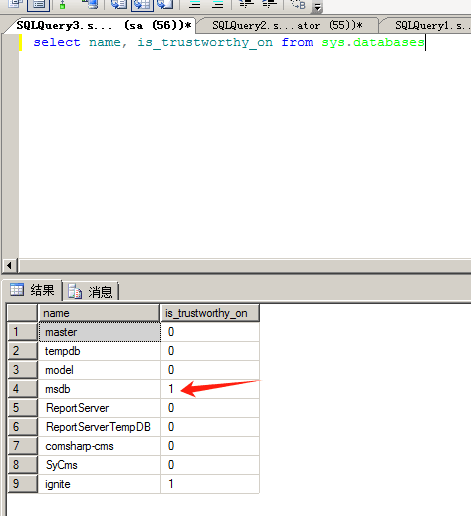 SQLQuery3.s... (sa (56))*
SQLQuery2.s...ator (55))*
SQLQuery1.s...
select name, is_trustworthy_on from sys.databases
结果
消息
name is_trustworthy_on
1 master 0
2 tempdb 0
3 model 0
4 msdb 1
5 ReportServer 0
6 ReportServerTempDB 0
7 comsharp-cms 0
8 SyCms 0
9 ignite 1